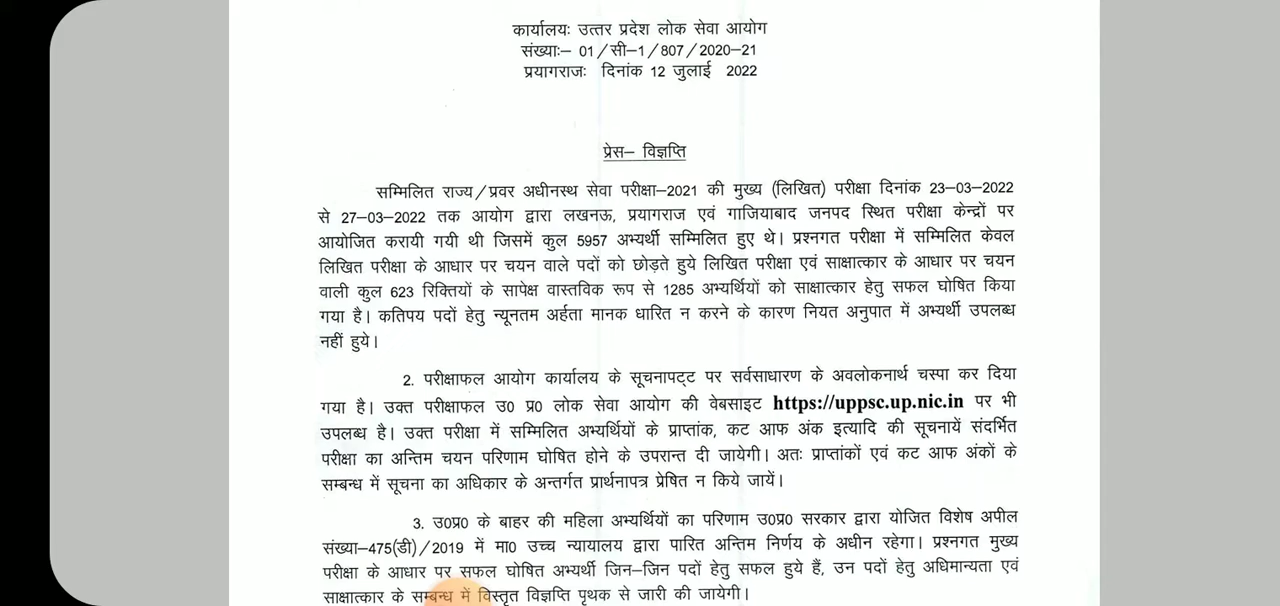 कार्यालयः उत्तर प्रदेश लोक सेवा आयोग
संख्याः– 01/सी–1/807/2020–21
प्रयागराजः दिनांक 12 जुलाई 2022
प्रेस– विज्ञप्ति
सम्मिलित राज्य/प्रवर अधीनस्थ सेवा परीक्षा–2021 की मुख्य (लिखित) परीक्षा दिनांक 23–03–2022
से 27–03–2022 तक आयोग द्वारा लखनऊ, प्रयागराज एवं गाजियाबाद जनपद स्थित परीक्षा केन्द्रों पर
आयोजित करायी गयी थी जिसमें कुल 5957 अभ्यर्थी सम्मिलित हुए थे। प्रश्नगत परीक्षा में सम्मिलित केवल
लिखित परीक्षा के आधार पर चयन वाले पदों को छोड़ते हुये लिखित परीक्षा एवं साक्षात्कार के आधार पर चयन
वाली कुल 623 रिक्तियों के सापेक्ष वास्तविक रूप से 1285 अभ्यर्थियों को साक्षात्कार हेतु सफल घोषित किया
गया है। कतिपय पदों हेतु न्यूनतम अर्हता मानक धारित न करने के कारण नियत अनुपात में अभ्यर्थी उपलब्ध
नहीं हुये।
2. परीक्षाफल आयोग कार्यालय के सूचनापट्ट पर सर्वसाधारण के अवलोकनार्थ चस्पा कर दिया
गया है। उक्त परीक्षाफल उ0 प्र0 लोक सेवा आयोग की वेबसाइट https://uppsc.up.nic.in पर भी
उपलब्ध है। उक्त परीक्षा में सम्मिलित अभ्यर्थियों के प्राप्तांक, कट आफ अंक इत्यादि की सूचनायें संदर्भित
परीक्षा का अन्तिम चयन परिणाम घोषित होने के उपरान्त दी जायेगी। अतः प्राप्तांकों एवं कट आफ अंकों के
सम्बन्ध में सूचना का अधिकार के अन्तर्गत प्रार्थनापत्र प्रेषित न किये जायें।
3. उ0प्र0 के बाहर की महिला अभ्यर्थियों का परिणाम उ0प्र0 सरकार द्वारा योजित विशेष अपील
संख्या–475(डी)/2019 में मा0 उच्च न्यायालय द्वारा पारित अन्तिम निर्णय के अधीन रहेगा। प्रश्नगत मुख्य
परीक्षा के आधार पर सफल घोषित अभ्यर्थी जिन–जिन पदों हेतु सफल हुये हैं, उन पदों हेतु अधिमान्यता एवं
साक्षात्कार के सम्बन्ध में विस्तृत विज्ञप्ति पृथक से जारी की जायेगी।